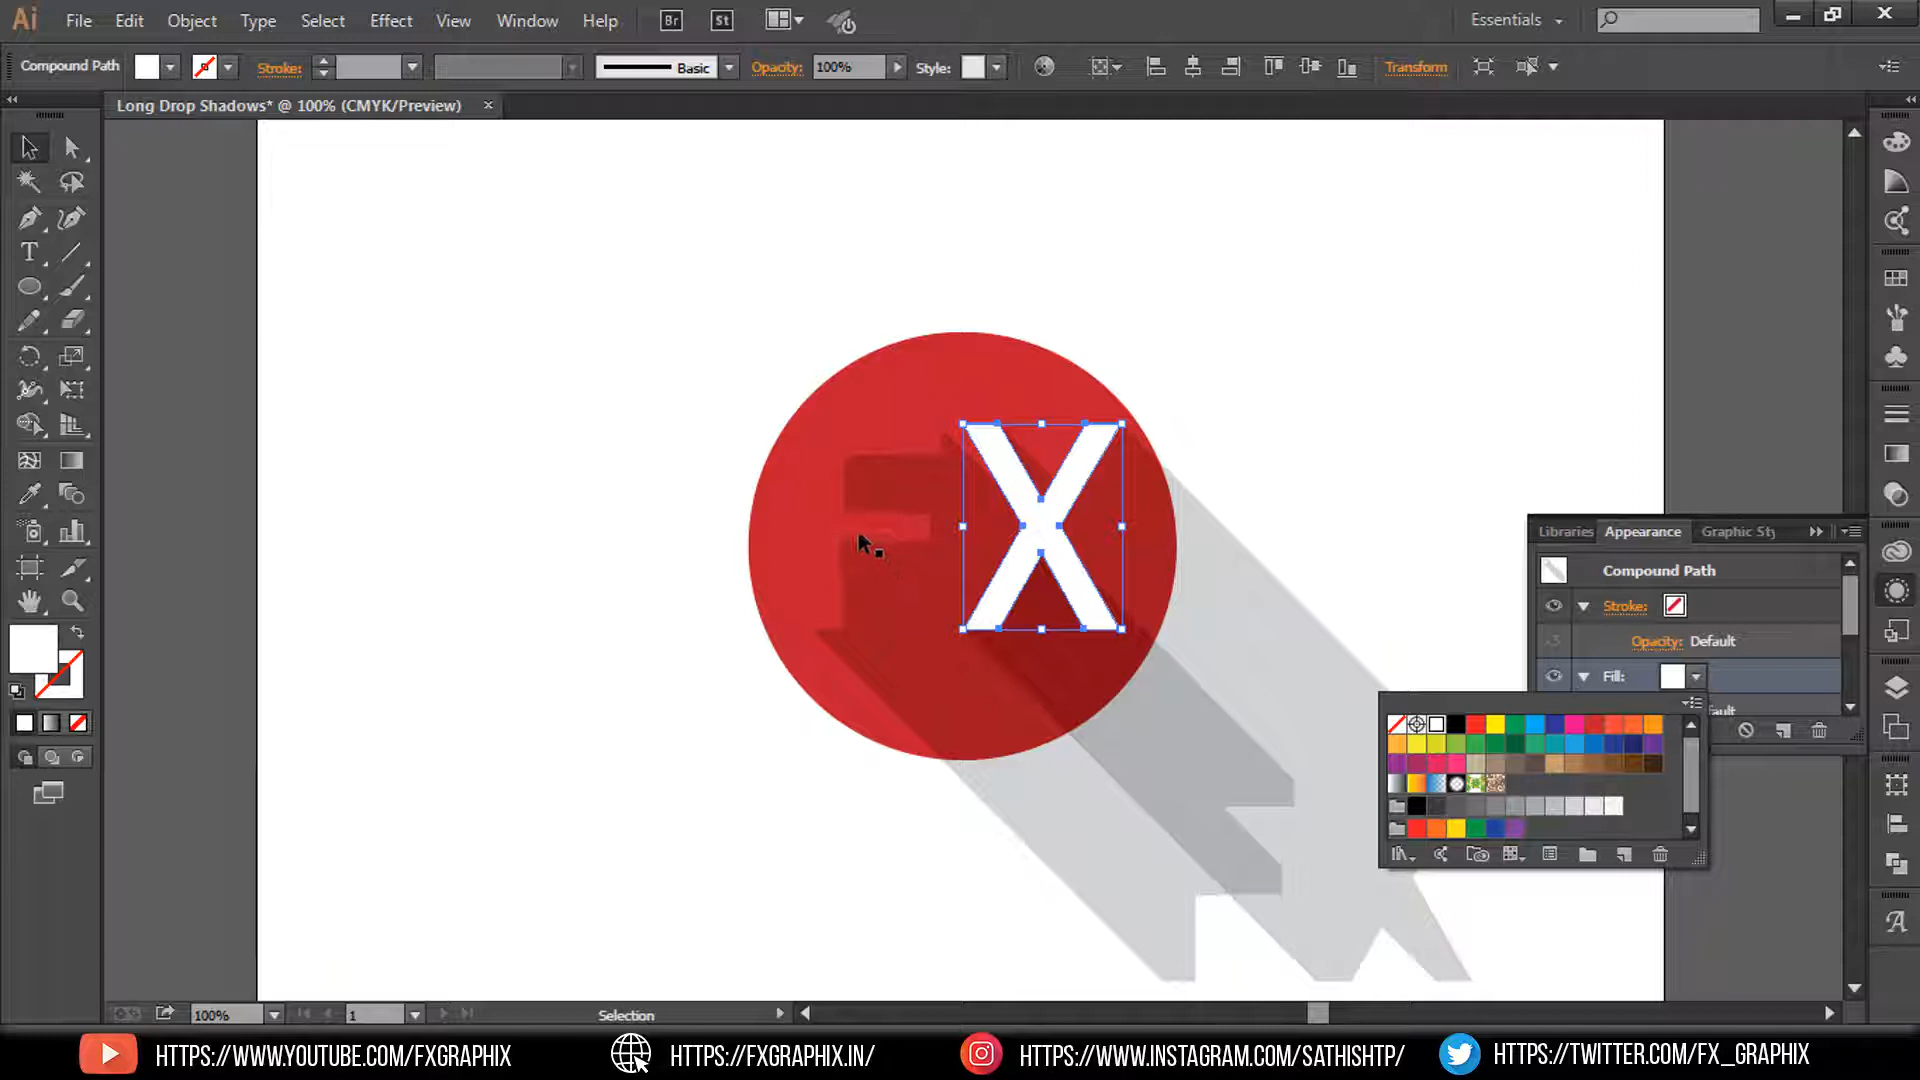 Ai File Edit Object Type Select Effect View Window Help Br St Essentials
Compound Path Stroke: Basic Opacity: 100% Style: Transform
Long Drop Shadows* @ 100% (CMYK/Preview) ×
X
Libraries Appearance Graphic Sty
Compound Path
Stroke:
Opacity: Default
Fill:
100% 1 Selection
HTTPS://WWW.YOUTUBE.COM/FXGRAPHIX HTTPS://FXGRAPHIX.IN/ HTTPS://WWW.INSTAGRAM.COM/SATHISHTP/ HTTPS://TWITTER.COM/FX_GRAPHIX